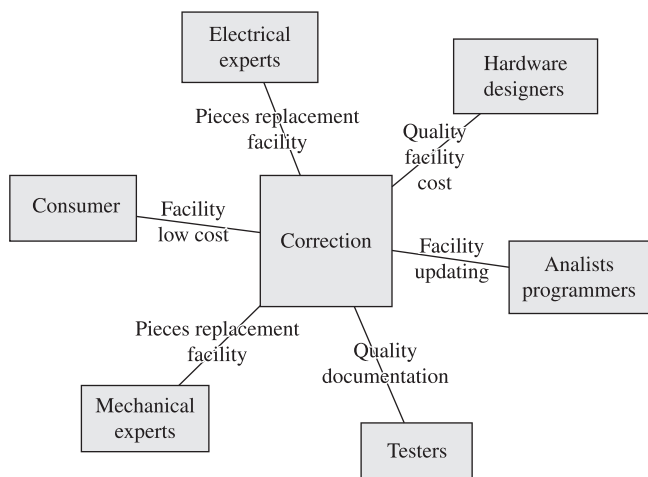 Electrical
experts
Hardware
designers
Pieces replacement
facility
Quality
facility
cost
Consumer
Facility
low cost
Correction
Facility
updating
Analists
programmers
Pieces replacement
facility
Quality
documentation
Mechanical
experts
Testers